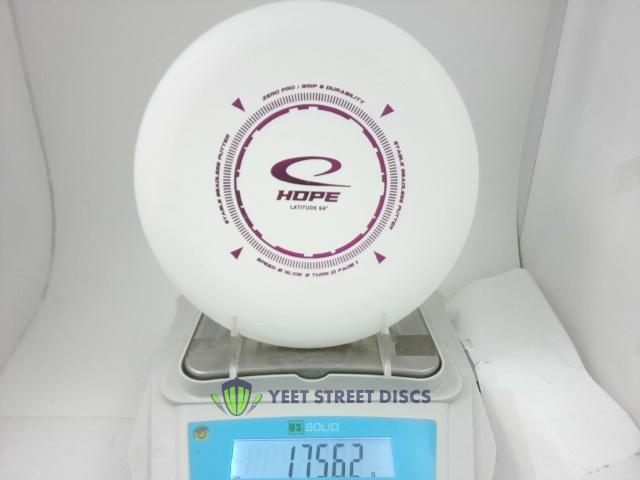 ZERO PRO : GRIP & DURABILITY
STABLE BEADLESS PUTTER
STABLE BEADLESS PUTTER
HOPE
LATITUDE 64°
SPEED 2 GLIDE 3 TURN 0 FADE 1
YEET STREET DISCS
US SOLID
175.62 g